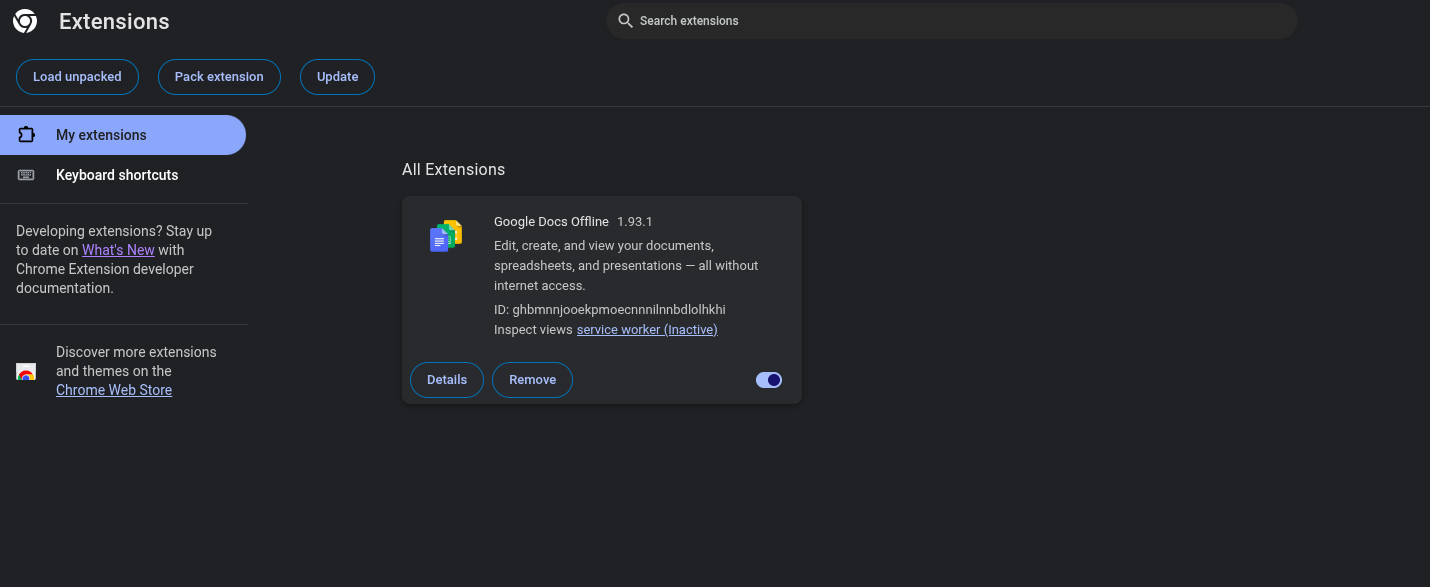 Extensions
Search extensions
Load unpacked
Pack extension
Update
My extensions
Keyboard shortcuts
Developing extensions? Stay up
to date on What's New with
Chrome Extension developer
documentation.
Discover more extensions
and themes on the
Chrome Web Store
All Extensions
Google Docs Offline 1.93.1
Edit, create, and view your documents,
spreadsheets, and presentations — all without
internet access.
ID: ghbmnnjooekpmoecnnnilnnbdlolhkhi
Inspect views service worker (Inactive)
Details
Remove